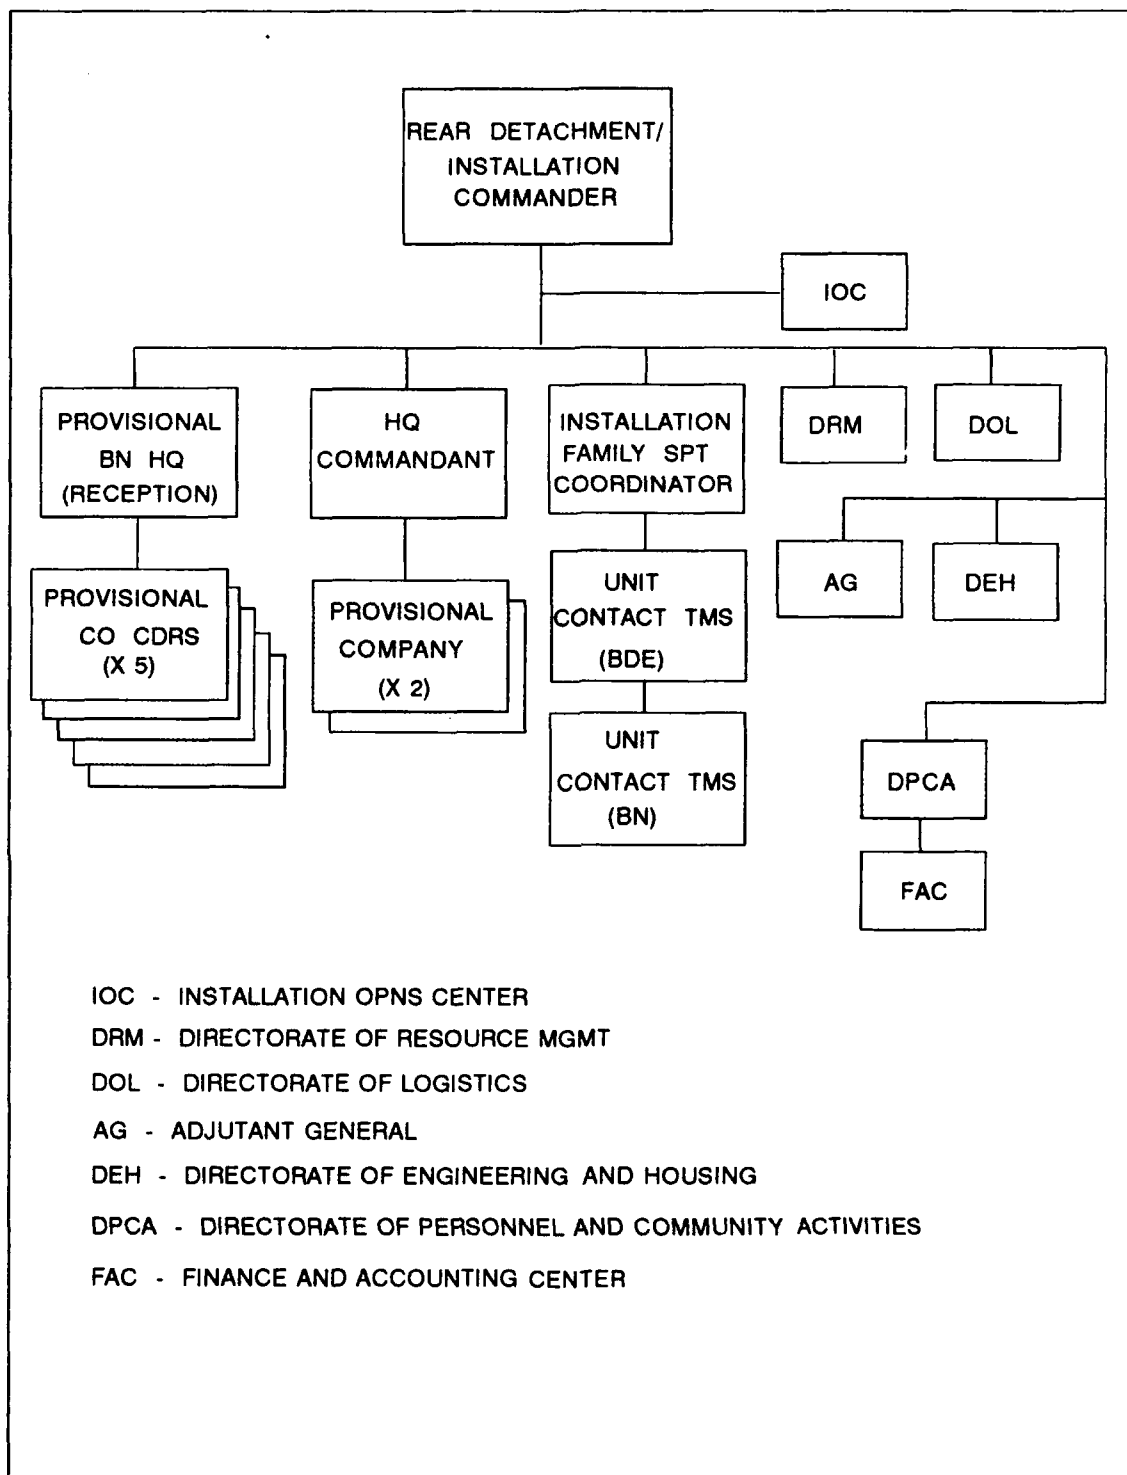 REAR DETACHMENT/
INSTALLATION
COMMANDER
IOC
PROVISIONAL
BN HQ
(RECEPTION)
HQ
COMMANDANT
INSTALLATION
FAMILY SPT
COORDINATOR
DRM
DOL
AG
DEH
PROVISIONAL
CO CDRS
(X 5)
PROVISIONAL
COMPANY
(X 2)
UNIT
CONTACT TMS
(BDE)
UNIT
CONTACT TMS
(BN)
DPCA
FAC
IOC - INSTALLATION OPNS CENTER
DRM - DIRECTORATE OF RESOURCE MGMT
DOL - DIRECTORATE OF LOGISTICS
AG - ADJUTANT GENERAL
DEH - DIRECTORATE OF ENGINEERING AND HOUSING
DPCA - DIRECTORATE OF PERSONNEL AND COMMUNITY ACTIVITIES
FAC - FINANCE AND ACCOUNTING CENTER